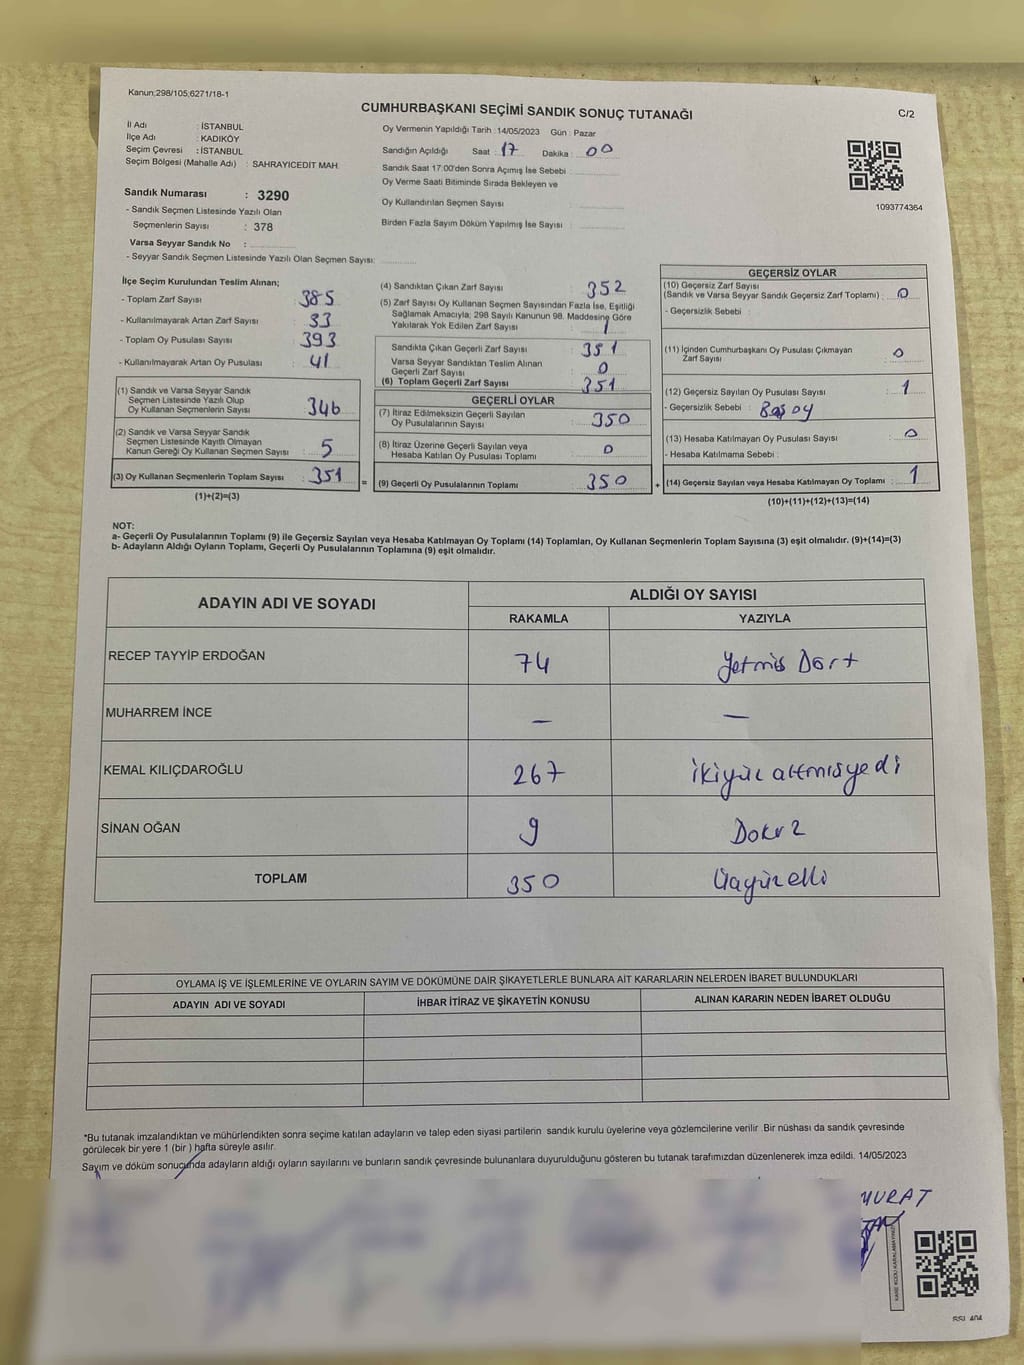 Kanun;298/105;6271/18-1
CUMHURBAŞKANI SEÇİMİ SANDIK SONUÇ TUTANAĞI
C/2
İl Adı : İSTANBUL
İlçe Adı : KADIKÖY
Seçim Çevresi : İSTANBUL
Seçim Bölgesi (Mahalle Adı) : SAHRAYICEDİT MAH.
Sandık Numarası : 3290
- Sandık Seçmen Listesinde Yazılı Olan
Seçmenlerin Sayısı : 378
Varsa Seyyar Sandık No :
- Seyyar Sandık Seçmen Listesinde Yazılı Olan Seçmen Sayısı:
Oy Vermenin Yapıldığı Tarih : 14/05/2023 Gün : Pazar
Sandığın Açıldığı Saat : 17 Dakika : 00
Sandık Saat 17:00'den Sonra Açımış İse Sebebi :
Oy Verme Saati Bitiminde Sırada Bekleyen ve
Oy Kullandırılan Seçmen Sayısı :
Birden Fazla Sayım Döküm Yapılmış İse Sayısı :
1093774364
İlçe Seçim Kurulundan Teslim Alınan;
- Toplam Zarf Sayısı : 385
- Kullanılmayarak Artan Zarf Sayısı : 33
- Toplam Oy Pusulası Sayısı : 393
- Kullanılmayarak Artan Oy Pusulası : 41
(1) Sandık ve Varsa Seyyar Sandık
Seçmen Listesinde Yazılı Olup
Oy Kullanan Seçmenlerin Sayısı : 346
(2) Sandık ve Varsa Seyyar Sandık
Seçmen Listesinde Kayıtlı Olmayan
Kanun Gereği Oy Kullanan Seçmen Sayısı : 5
(3) Oy Kullanan Seçmenlerin Toplam Sayısı : 351 =
(1)+(2)=(3)
(4) Sandıktan Çıkan Zarf Sayısı : 352
(5) Zarf Sayısı Oy Kullanan Seçmen Sayısından Fazla İse, Eşitliği
Sağlamak Amacıyla; 298 Sayılı Kanunun 98. Maddesine Göre
Yakılarak Yok Edilen Zarf Sayısı : 1
Sandıkta Çıkan Geçerli Zarf Sayısı : 351
Varsa Seyyar Sandıktan Teslim Alınan
Geçerli Zarf Sayısı : 0
(6) Toplam Geçerli Zarf Sayısı : 351
GEÇERLİ OYLAR
(7) İtiraz Edilmeksizin Geçerli Sayılan
Oy Pusulalarının Sayısı : 350
(8) İtiraz Üzerine Geçerli Sayılan veya
Hesaba Katılan Oy Pusulası Toplamı : 0
(9) Geçerli Oy Pusulalarının Toplamı : 350 +
GEÇERSİZ OYLAR
(10) Geçersiz Zarf Sayısı
(Sandık ve Varsa Seyyar Sandık Geçersiz Zarf Toplamı) : 0
- Geçersizlik Sebebi :
(11) İçinden Cumhurbaşkanı Oy Pusulası Çıkmayan
Zarf Sayısı : 0
(12) Geçersiz Sayılan Oy Pusulası Sayısı : 1
- Geçersizlik Sebebi : Boş oy
(13) Hesaba Katılmayan Oy Pusulası Sayısı : 0
- Hesaba Katılmama Sebebi :
(14) Geçersiz Sayılan veya Hesaba Katılmayan Oy Toplamı : 1
(10)+(11)+(12)+(13)=(14)
NOT:
a- Geçerli Oy Pusulalarının Toplamı (9) ile Geçersiz Sayılan veya Hesaba Katılmayan Oy Toplamı (14) Toplamları, Oy Kullanan Seçmenlerin Toplam Sayısına (3) eşit olmalıdır. (9)+(14)=(3)
b- Adayların Aldığı Oyların Toplamı, Geçerli Oy Pusulalarının Toplamına (9) eşit olmalıdır.
ADAYIN ADI VE SOYADI
ALDIĞI OY SAYISI
RAKAMLA YAZIYLA
RECEP TAYYİP ERDOĞAN 74 Yetmiş Dört
MUHARREM İNCE — —
KEMAL KILIÇDAROĞLU 267 ikiyüz altmışyedi
SİNAN OĞAN 9 Dokuz
TOPLAM 350 Üçyüzelli
OYLAMA İŞ VE İŞLEMLERİNE VE OYLARIN SAYIM VE DÖKÜMÜNE DAİR ŞİKAYETLERLE BUNLARA AİT KARARLARIN NELERDEN İBARET BULUNDUKLARI
ADAYIN ADI VE SOYADI İHBAR İTİRAZ VE ŞİKAYETİN KONUSU ALINAN KARARIN NEDEN İBARET OLDUĞU
*Bu tutanak imzalandıktan ve mühürlendikten sonra seçime katılan adayların ve talep eden siyasi partilerin sandık kurulu üyelerine veya gözlemcilerine verilir .Bir nüshası da sandık çevresinde
görülecek bir yere 1 (bir ) hafta süreyle asılır.
Sayım ve döküm sonucunda adayların aldığı oyların sayılarını ve bunların sandık çevresinde bulunanlara duyurulduğunu gösteren bu tutanak tarafımızdan düzenlenerek imza edildi. 14/05/2023
MURAT